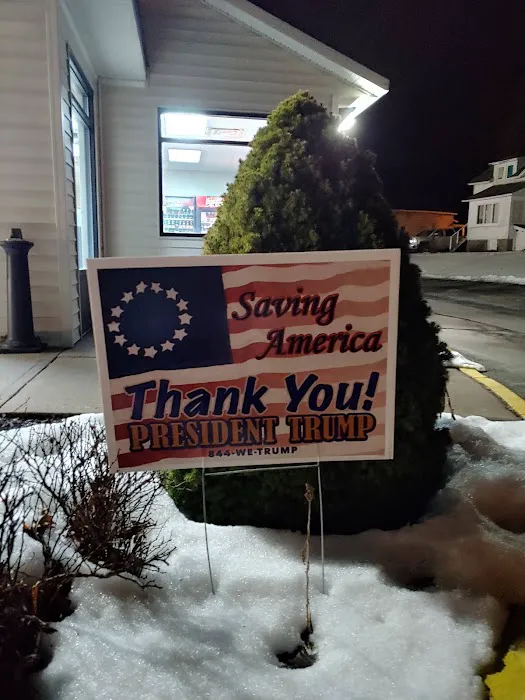 Saving
America
Thank You!
PRESIDENT TRUMP
844-WE-TRUMP